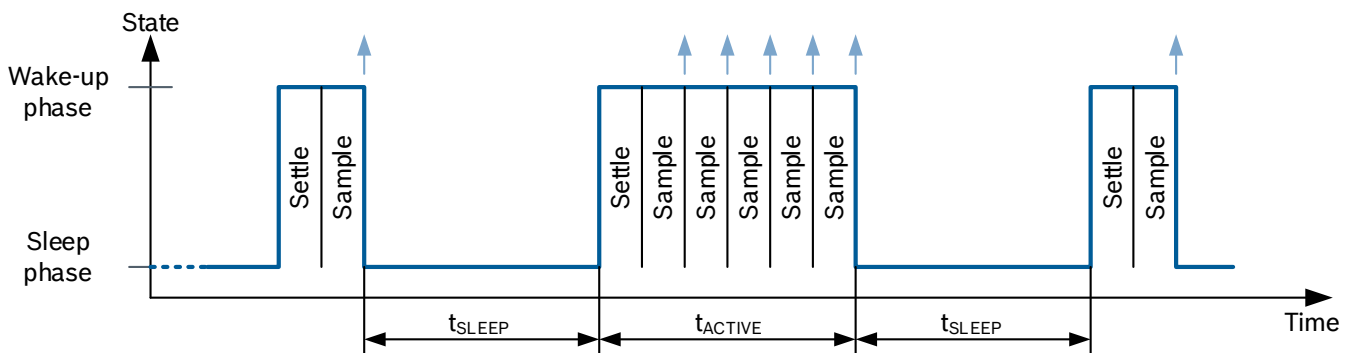 State
Wake-up
phase
Settle
Sample
Settle
Sample
Sample
Sample
Sample
Sample
Settle
Sample
Sleep
phase
tSLEEP
tACTIVE
tSLEEP
Time